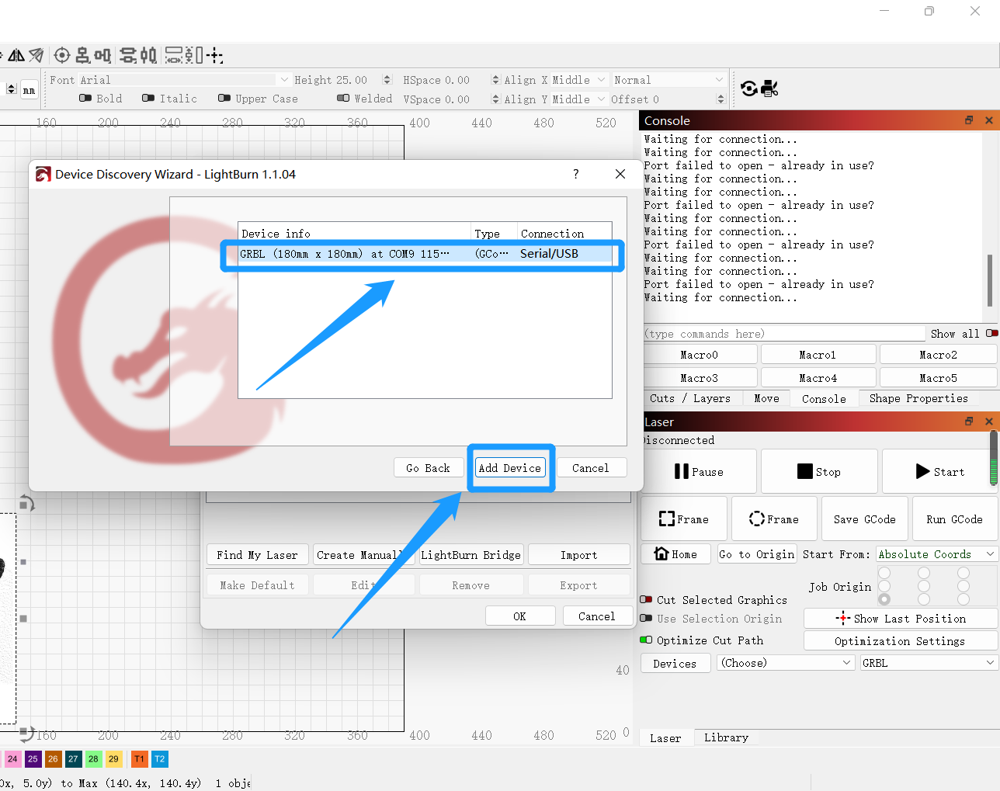 mm
Font Arial Height 25.00 HSpace 0.00 Align X Middle Normal
Bold Italic Upper Case Welded VSpace 0.00 Align Y Middle Offset 0
160 200 240 280 320 360 400 440 480 520
Console
Waiting for connection...
Waiting for connection...
Port failed to open - already in use?
Waiting for connection...
Waiting for connection...
Port failed to open - already in use?
Waiting for connection...
Waiting for connection...
Port failed to open - already in use?
Waiting for connection...
Waiting for connection...
Port failed to open - already in use?
Waiting for connection...
(type commands here) Show all
Macro0 Macro1 Macro2
Macro3 Macro4 Macro5
Cuts / Layers Move Console Shape Properties
Device Discovery Wizard - LightBurn 1.1.04 ?
Device info Type Connection
GRBL (180mm x 180mm) at COM9 115... (GCo... Serial/USB
Go Back Add Device Cancel
Find My Laser Create Manuall LightBurn Bridge Import
Make Default Edit Remove Export
OK Cancel
Laser
Disconnected
Pause Stop Start
Frame Frame Save GCode Run GCode
Home Go to Origin Start From: Absolute Coords
Job Origin
Cut Selected Graphics
Use Selection Origin Show Last Position
Optimize Cut Path Optimization Settings
Devices (Choose) GRBL
Laser Library
40
160 200 240 280 320 360 400 440 480 520 0
24 25 26 27 28 29 T1 T2
0x, 5.0y) to Max (140.4x, 140.4y) 1 obje